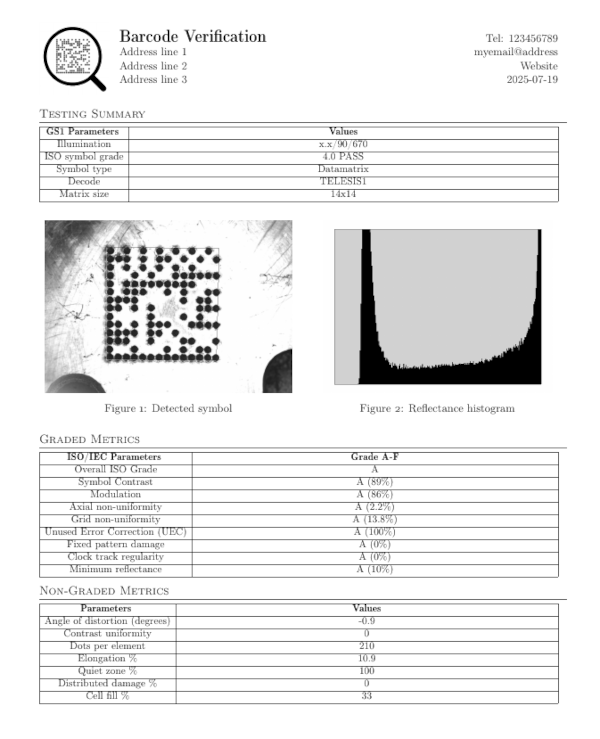 Barcode Verification
Address line 1
Address line 2
Address line 3
Tel: 123456789
myemail@address
Website
2025-07-19
Testing Summary
GS1 Parameters Values
Illumination x.x/90/670
ISO symbol grade 4.0 PASS
Symbol type Datamatrix
Decode TELESIS1
Matrix size 14x14
Figure 1: Detected symbol
Figure 2: Reflectance histogram
Graded Metrics
ISO/IEC Parameters Grade A-F
Overall ISO Grade A
Symbol Contrast A (89%)
Modulation A (86%)
Axial non-uniformity A (2.2%)
Grid non-uniformity A (13.8%)
Unused Error Correction (UEC) A (100%)
Fixed pattern damage A (0%)
Clock track regularity A (0%)
Minimum reflectance A (10%)
Non-Graded Metrics
Parameters Values
Angle of distortion (degrees) -0.9
Contrast uniformity 0
Dots per element 210
Elongation % 10.9
Quiet zone % 100
Distributed damage % 0
Cell fill % 33